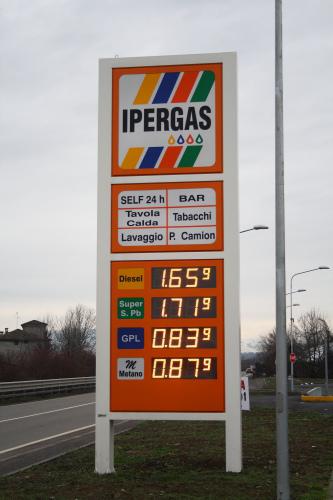 IPERGAS
SELF 24 h BAR
Tavola Calda Tabacchi
Lavaggio P. Camion
Diesel 1.659
Super S. Pb 1.719
GPL 0.839
M Metano 0.879